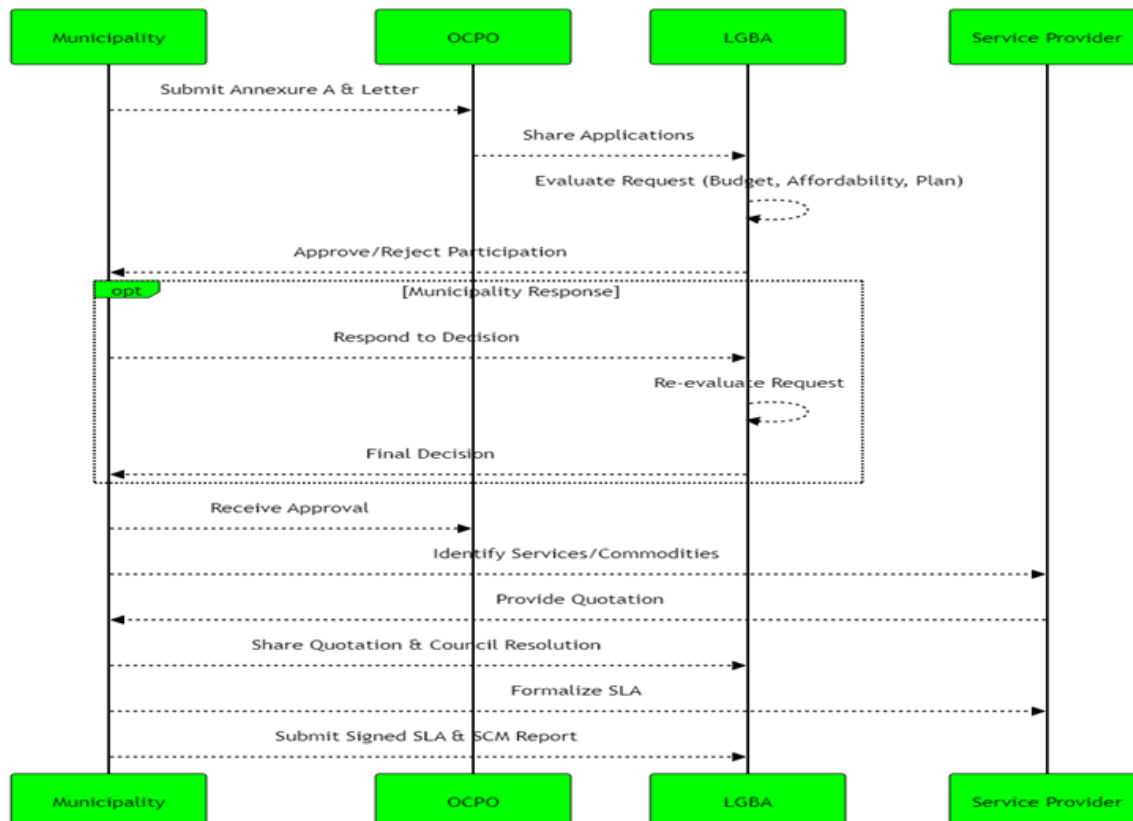 Municipality OCPO LGBA Service Provider
Submit Annexure A & Letter
Share Applications
Evaluate Request (Budget, Affordability, Plan)
Approve/Reject Participation
opt [Municipality Response]
Respond to Decision
Re-evaluate Request
Final Decision
Receive Approval
Identify Services/Commodities
Provide Quotation
Share Quotation & Council Resolution
Formalize SLA
Submit Signed SLA & SCM Report
Municipality OCPO LGBA Service Provider